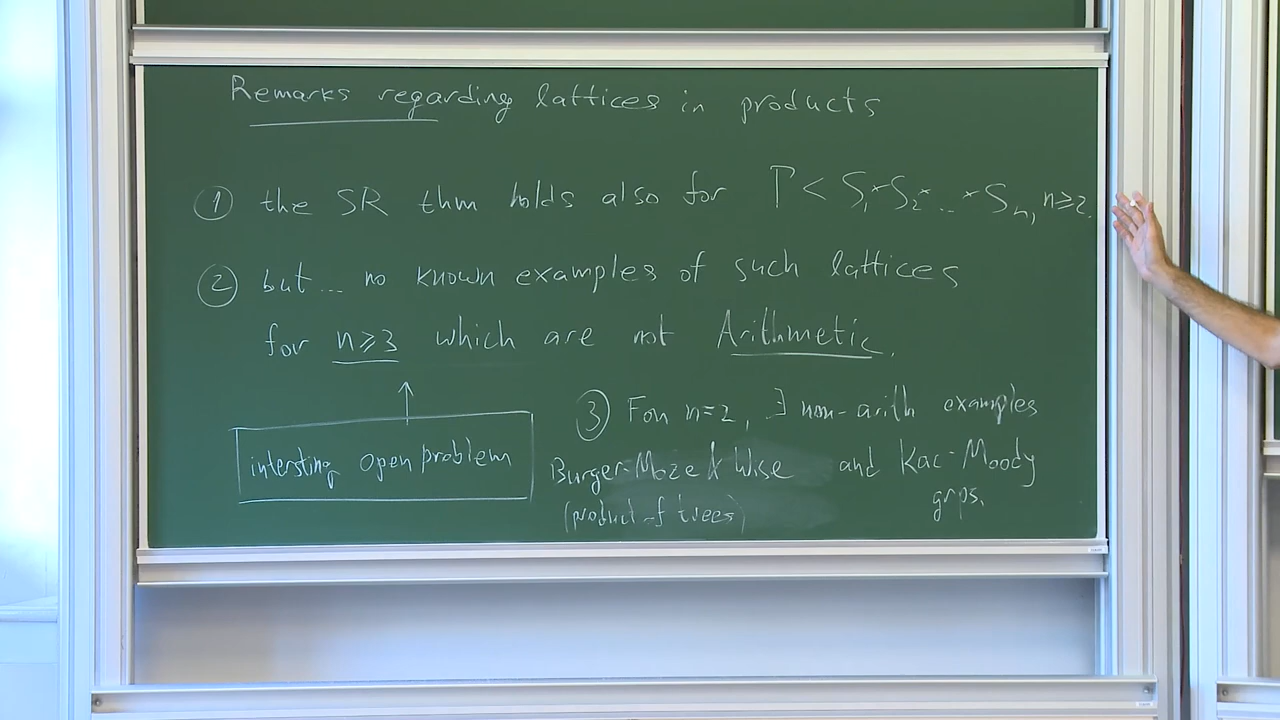 Remarks regarding lattices in products
① the SR thm holds also for Γ < S₁×S₂×...×Sₙ, n≥2.
② but... no known examples of such lattices
for n≥3 which are not Arithmetic.
↑
intersting open problem
③ For n=2, ∃ non-arith examples
Burger-Moze & Wise and Kac-Moody
(product of trees) grps.